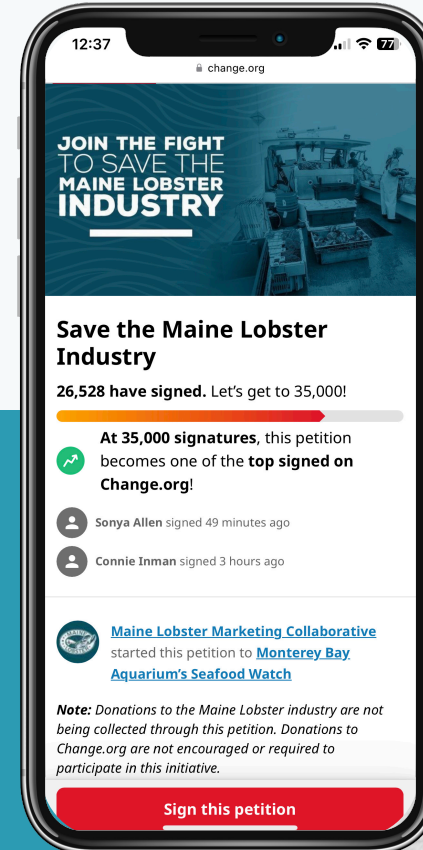 12:37
77
change.org
JOIN THE FIGHT
TO SAVE THE
MAINE LOBSTER
INDUSTRY
Save the Maine Lobster
Industry
26,528 have signed. Let's get to 35,000!
At 35,000 signatures, this petition
becomes one of the top signed on
Change.org!
Sonya Allen signed 49 minutes ago
Connie Inman signed 3 hours ago
MAINE
LOBSTER
Maine Lobster Marketing Collaborative
started this petition to Monterey Bay
Aquarium's Seafood Watch
Note: Donations to the Maine Lobster industry are not
being collected through this petition. Donations to
Change.org are not encouraged or required to
participate in this initiative.
Sign this petition